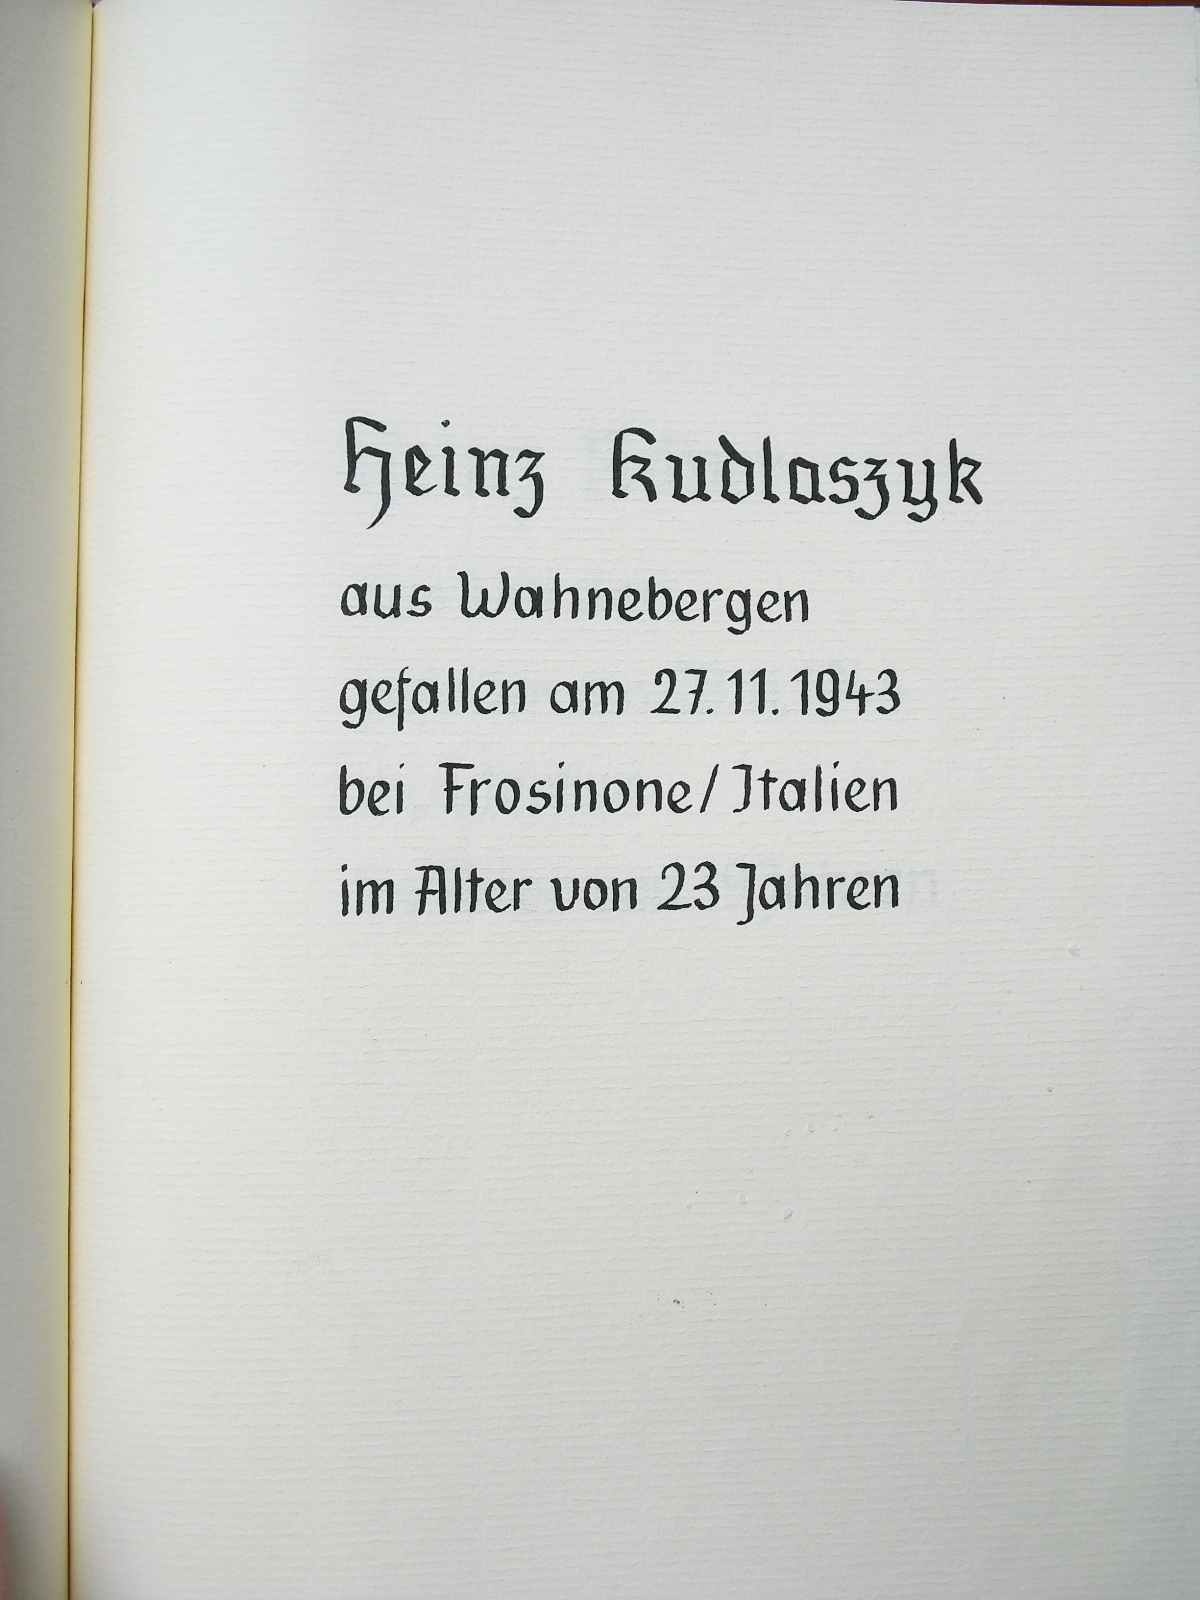 Heinz Kudlaszyk
aus Wahnebergen
gefallen am 27.11.1943
bei Frosinone/Italien
im Alter von 23 Jahren